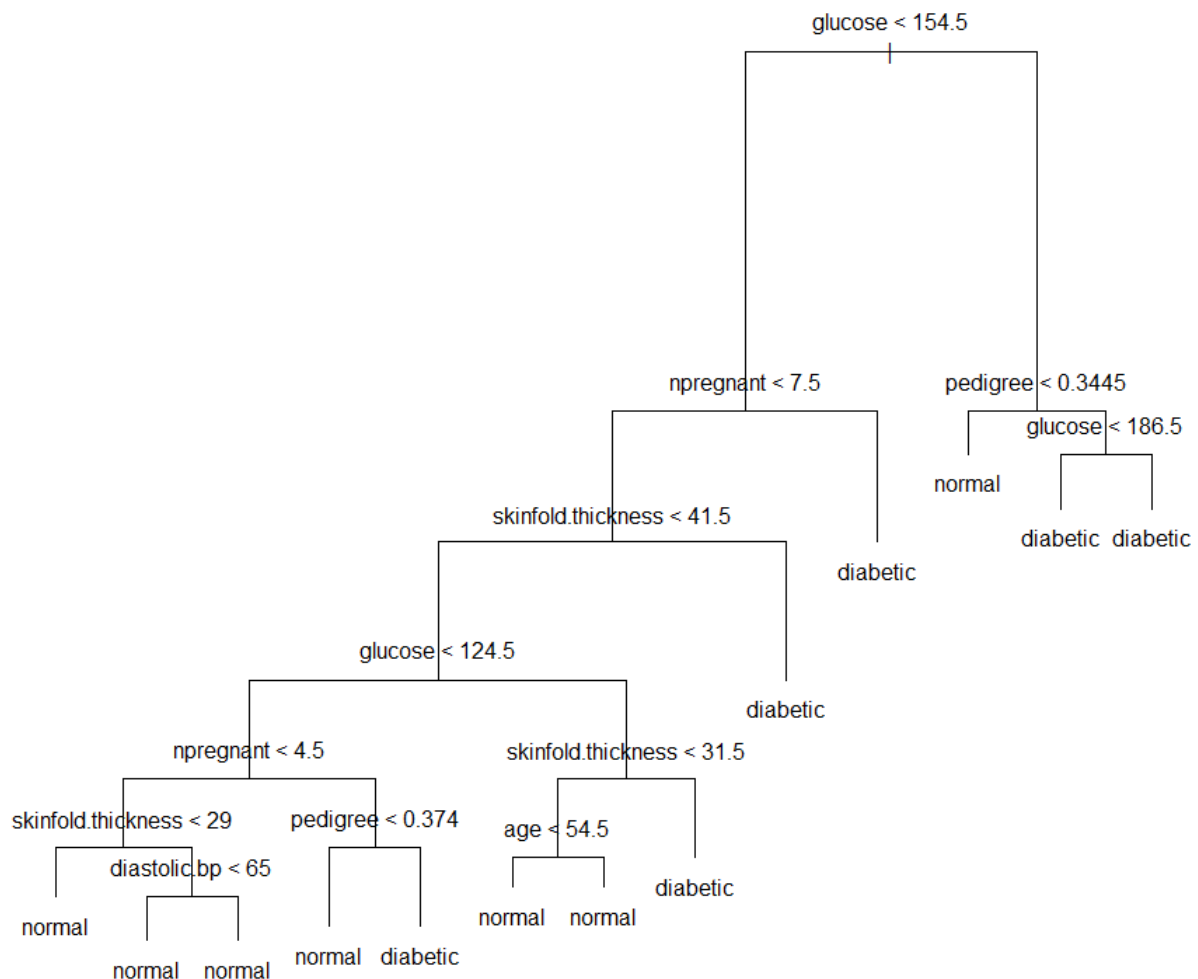 glucose < 154.5
npregnant < 7.5
pedigree < 0.3445
glucose < 186.5
normal
skinfold.thickness < 41.5
diabetic diabetic
diabetic
glucose < 124.5
diabetic
npregnant < 4.5
skinfold.thickness < 31.5
skinfold.thickness < 29
pedigree < 0.374
age < 54.5
diastolic.bp < 65
diabetic
normal
normal normal
normal diabetic
normal normal